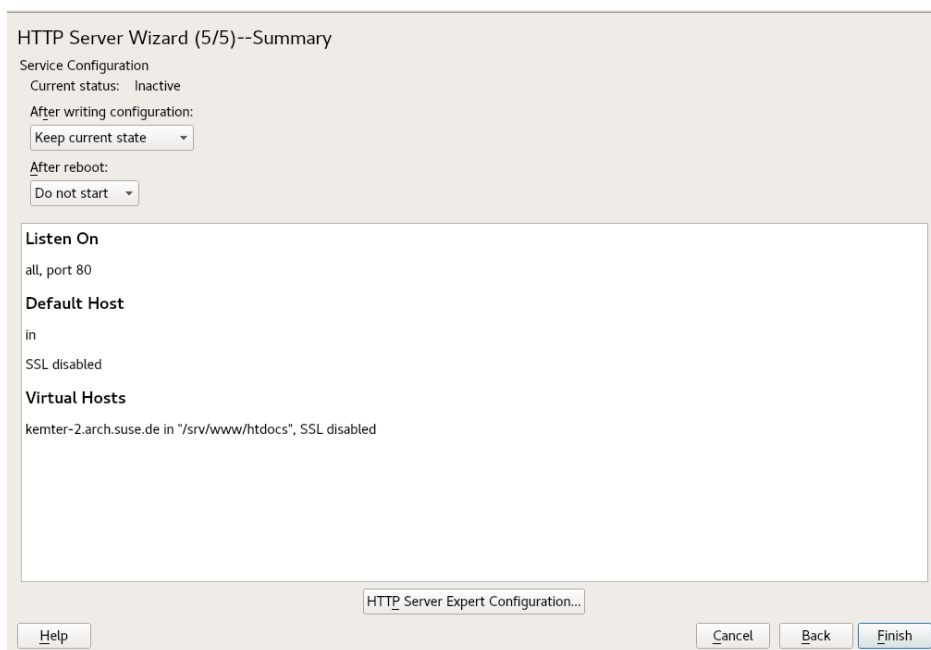 HTTP Server Wizard (5/5)--Summary
Service Configuration
Current status: Inactive
After writing configuration:
Keep current state
After reboot:
Do not start
Listen On
all, port 80
Default Host
in
SSL disabled
Virtual Hosts
kemter-2.arch.suse.de in "/srv/www/htdocs", SSL disabled
HTTP Server Expert Configuration...
Help
Cancel
Back
Finish